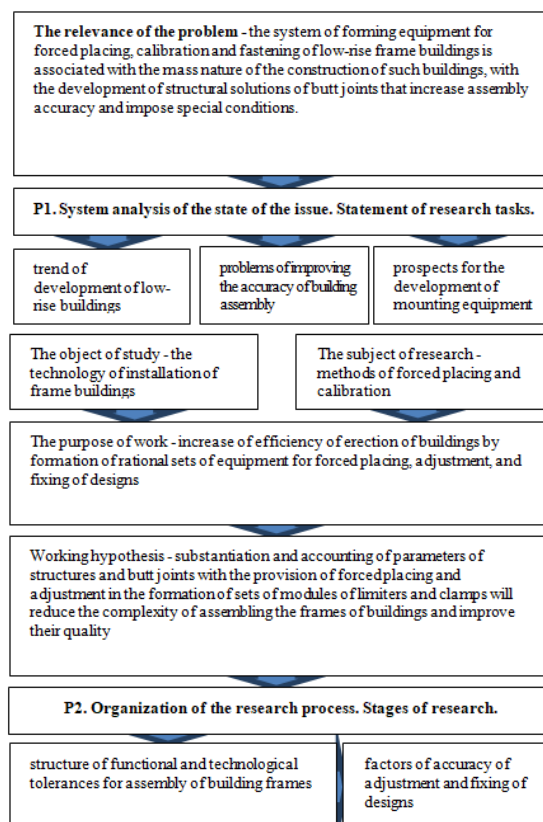 The relevance of the problem - the system of forming equipment for
forced placing, calibration and fastening of low-rise frame buildings is
associated with the mass nature of the construction of such buildings, with
the development of structural solutions of butt joints that increase assembly
accuracy and impose special conditions.
P1. System analysis of the state of the issue. Statement of research tasks.
trend of
development of low-
rise buildings
problems of improving
the accuracy of building
assembly
prospects for the
development of
mounting equipment
The object of study - the
technology of installation of
frame buildings
The subject of research -
methods of forced placing and
calibration
The purpose of work - increase of efficiency of erection of buildings by
formation of rational sets of equipment for forced placing, adjustment, and
fixing of designs
Working hypothesis - substantiation and accounting of parameters of
structures and butt joints with the provision of forced placing and
adjustment in the formation of sets of modules of limiters and clamps will
reduce the complexity of assembling the frames of buildings and improve
their quality
P2. Organization of the research process. Stages of research.
structure of functional and technological
tolerances for assembly of building frames
factors of accuracy of
adjustment and fixing of
designs